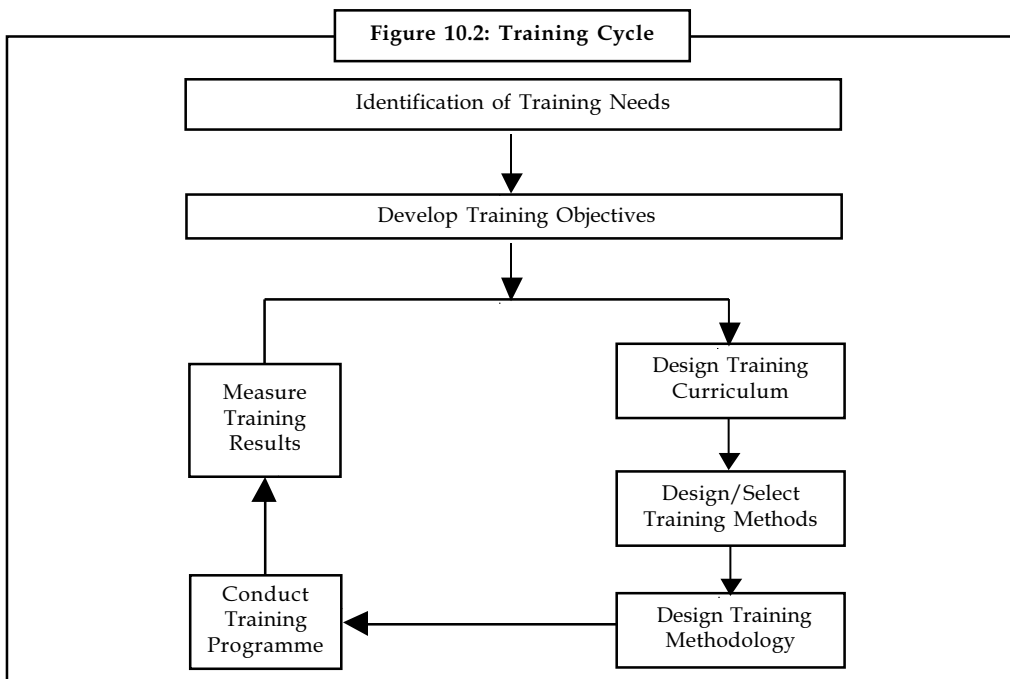 Figure 10.2: Training Cycle
Identification of Training Needs
Develop Training Objectives
Design Training
Curriculum
Measure
Training
Results
Design/Select
Training Methods
Conduct
Training
Programme
Design Training
Methodology